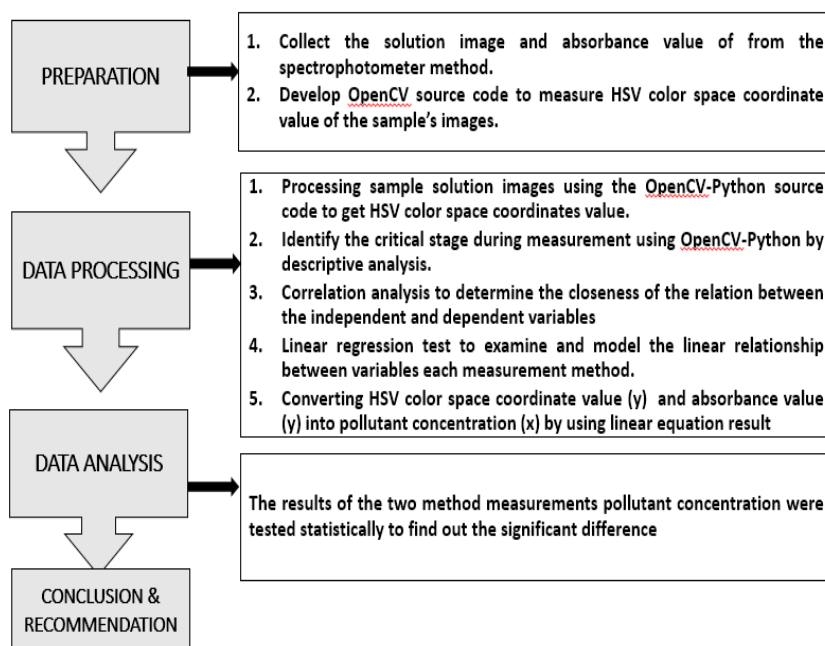 PREPARATION
1. Collect the solution image and absorbance value of from the
spectrophotometer method.
2. Develop OpenCV source code to measure HSV color space coordinate
value of the sample's images.
DATA PROCESSING
1. Processing sample solution images using the OpenCV-Python source
code to get HSV color space coordinates value.
2. Identify the critical stage during measurement using OpenCV-Python by
descriptive analysis.
3. Correlation analysis to determine the closeness of the relation between
the independent and dependent variables
4. Linear regression test to examine and model the linear relationship
between variables each measurement method.
5. Converting HSV color space coordinate value (y) and absorbance value
(y) into pollutant concentration (x) by using linear equation result
DATA ANALYSIS
The results of the two method measurements pollutant concentration were
tested statistically to find out the significant difference
CONCLUSION &
RECOMMENDATION